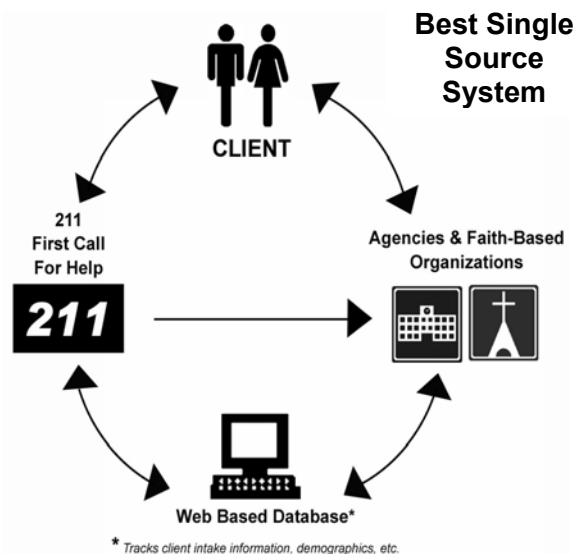 Best Single
Source
System
CLIENT
211
First Call
For Help
211
Agencies & Faith-Based
Organizations
Web Based Database*
* Tracks client intake information, demographics, etc.